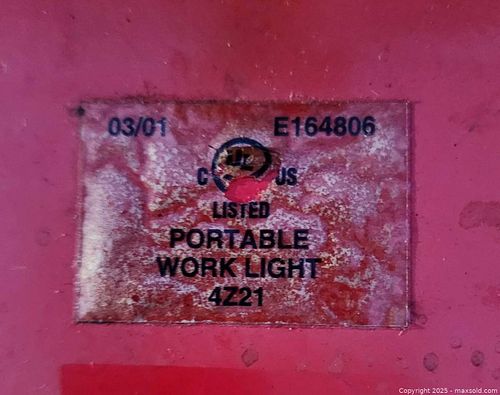 03/01 E164806
UL
C US
LISTED
PORTABLE
WORK LIGHT
4Z21
Copyright 2025 - maxsold.com